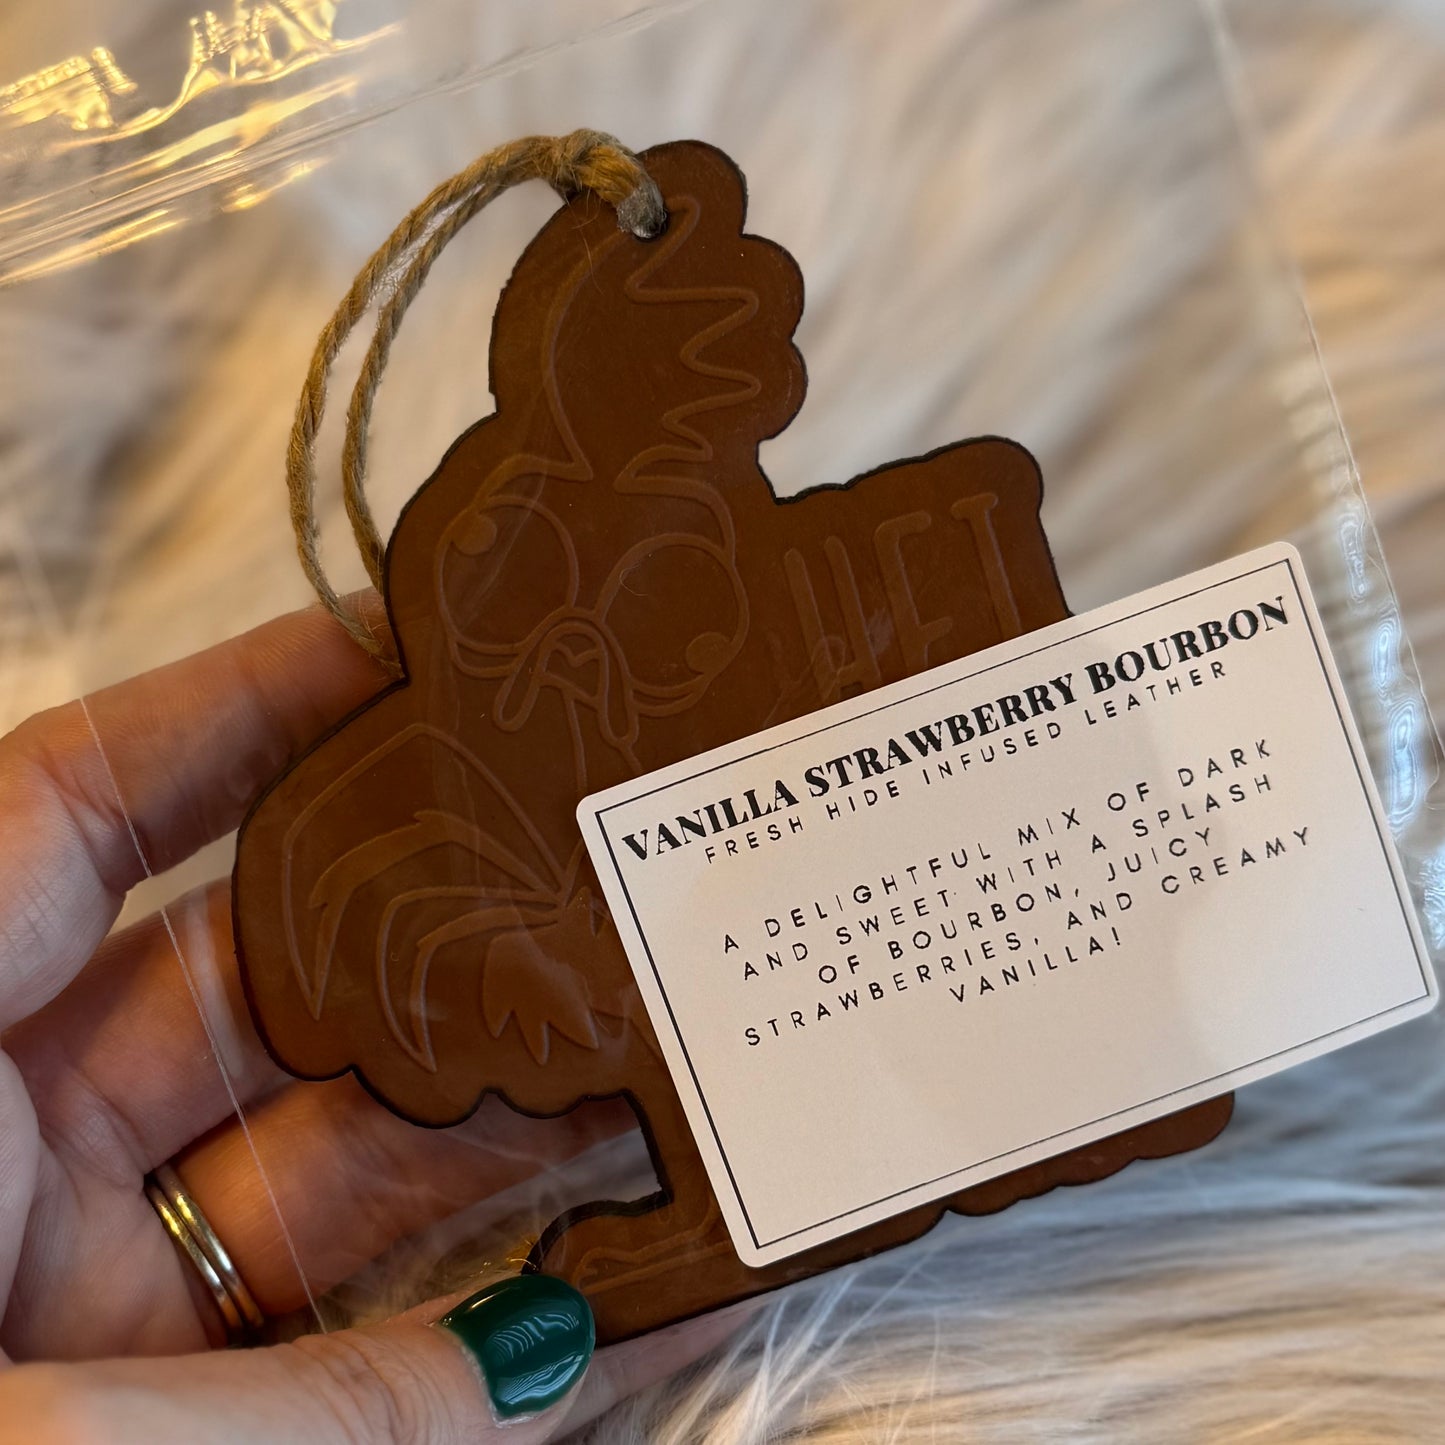 WHET
VANILLA STRAWBERRY BOURBON
FRESH HIDE INFUSED LEATHER
A DELIGHTFUL MIX OF DARK
AND SWEET WITH A SPLASH
OF BOURBON, JUICY
STRAWBERRIES, AND CREAMY
VANILLA!